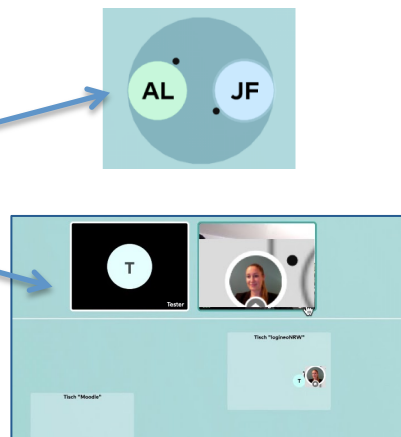 AL JF
T
Tester
Tisch "logineoNRW"
T
Tisch "Moodle"